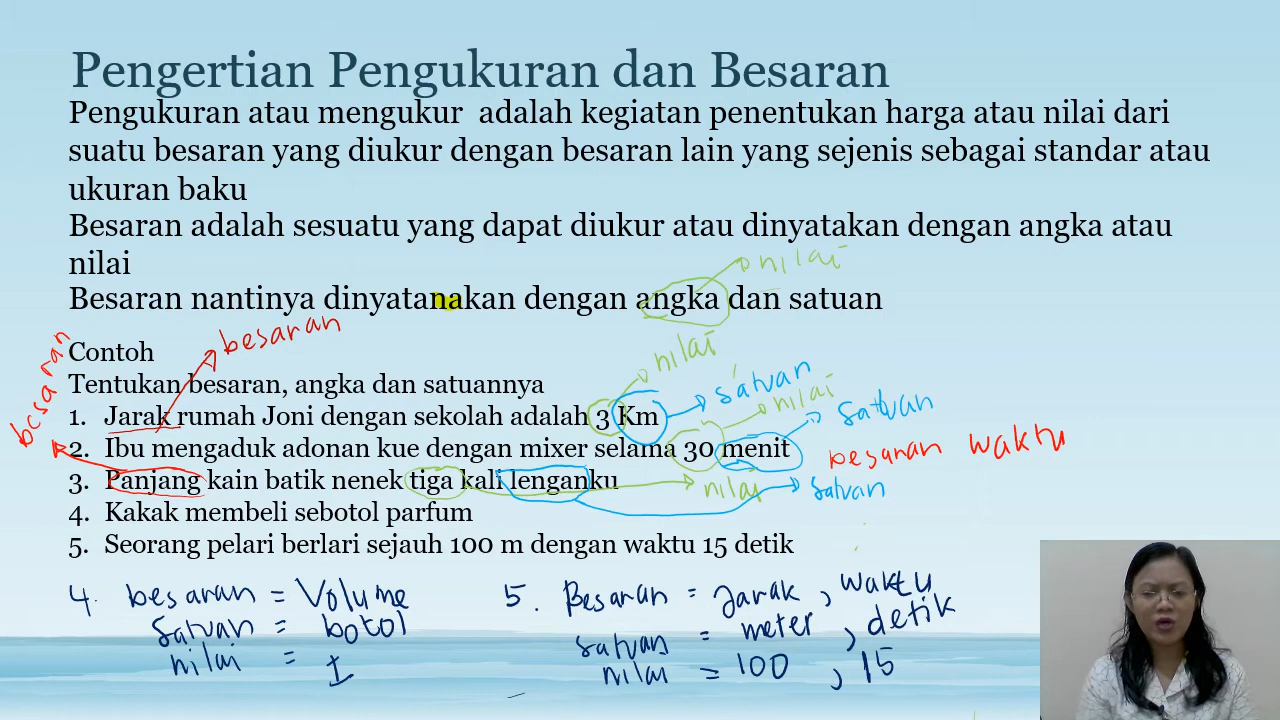 Pengertian Pengukuran dan Besaran
Pengukuran atau mengukur adalah kegiatan penentukan harga atau nilai dari
suatu besaran yang diukur dengan besaran lain yang sejenis sebagai standar atau
ukuran baku
Besaran adalah sesuatu yang dapat diukur atau dinyatakan dengan angka atau
nilai
nilai
Besaran nantinya dinyatanakan dengan angka dan satuan
besaran
besaran
Contoh
nilai
Tentukan besaran, angka dan satuannya
satuan
nilai
satuan
1. Jarak rumah Joni dengan sekolah adalah 3 Km
2. Ibu mengaduk adonan kue dengan mixer selama 30 menit
besaran waktu
3. Panjang kain batik nenek tiga kali lenganku
nilai
satuan
4. Kakak membeli sebotol parfum
5. Seorang pelari berlari sejauh 100 m dengan waktu 15 detik
4. besaran = Volume
satuan = botol
nilai = 1
5. Besaran = Jarak, waktu
satuan = meter, detik
nilai = 100, 15